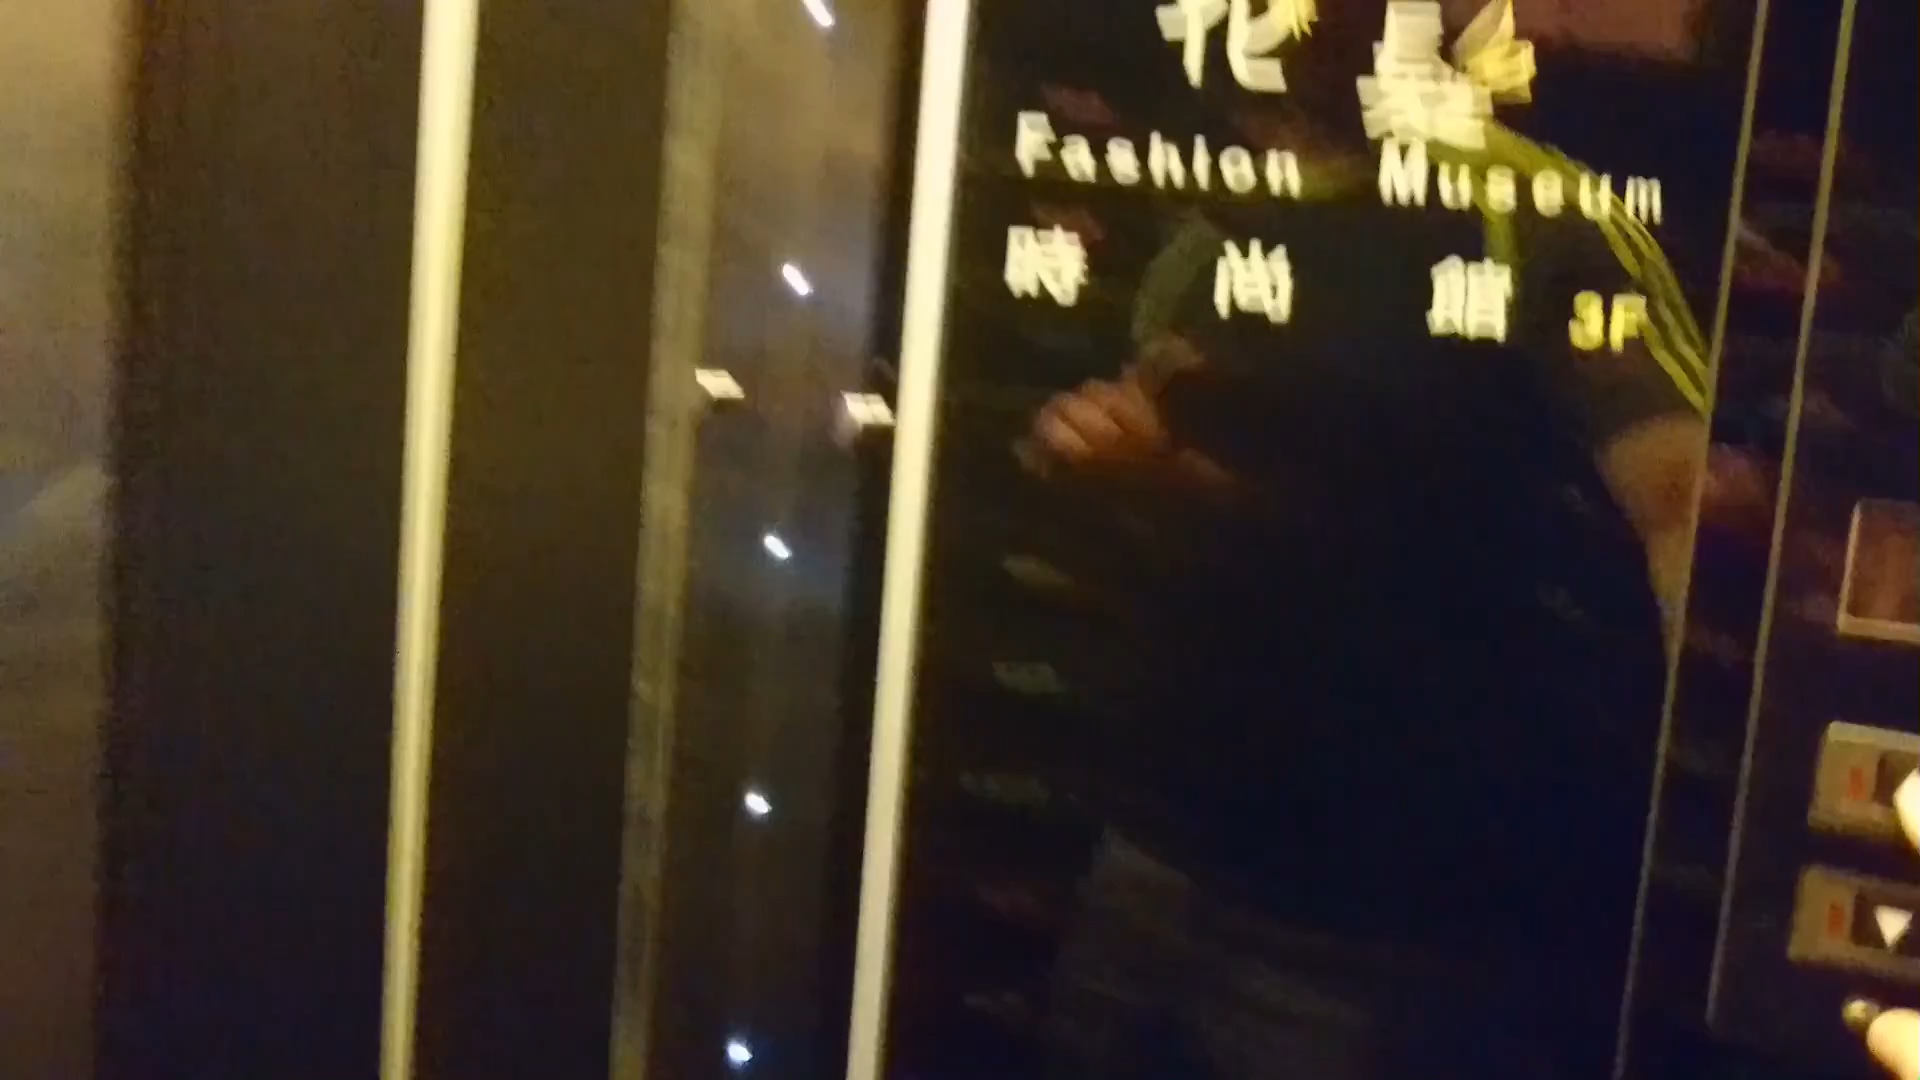 Fashion Museum
時尚館 3F